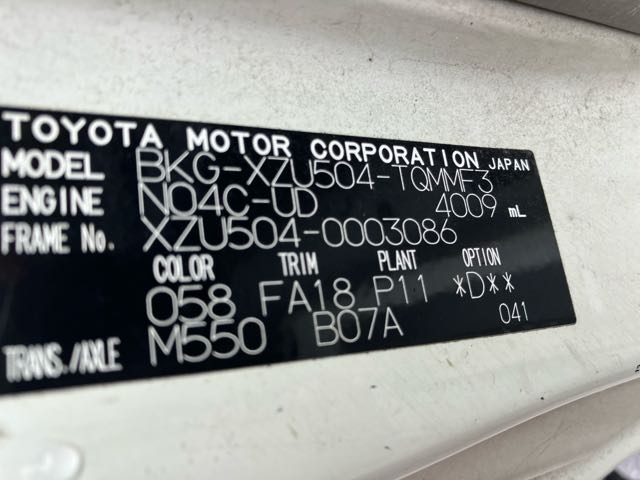 TOYOTA MOTOR CORPORATION JAPAN
MODEL BKG-XZU504-TQMMF3
ENGINE N04C-UD 4009 mL
FRAME No. XZU504-0003086
COLOR TRIM PLANT OPTION
058 FA18 P11 *D**
TRANS./AXLE M550 B07A 041